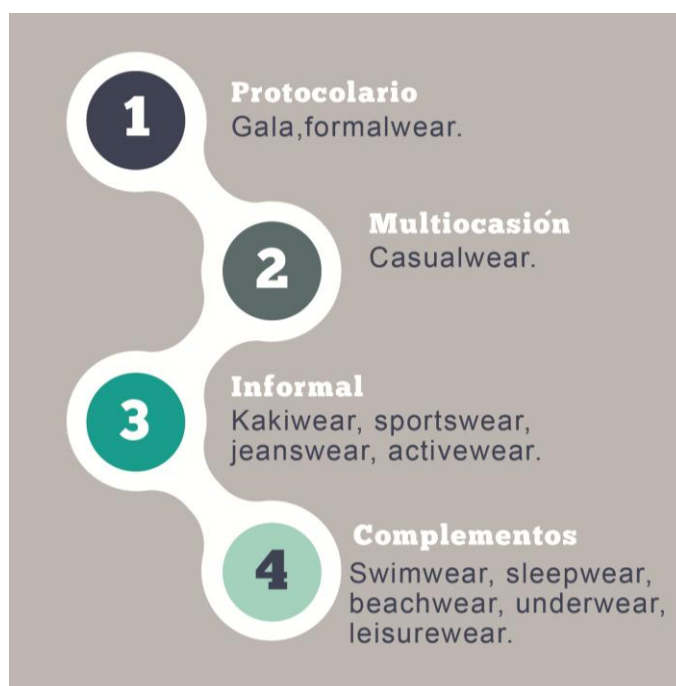 1
Protocolario
Gala,formalwear.
2
Multiocasión
Casualwear.
3
Informal
Kakiwear, sportswear,
jeanswear, activewear.
4
Complementos
Swimwear, sleepwear,
beachwear, underwear,
leisurewear.